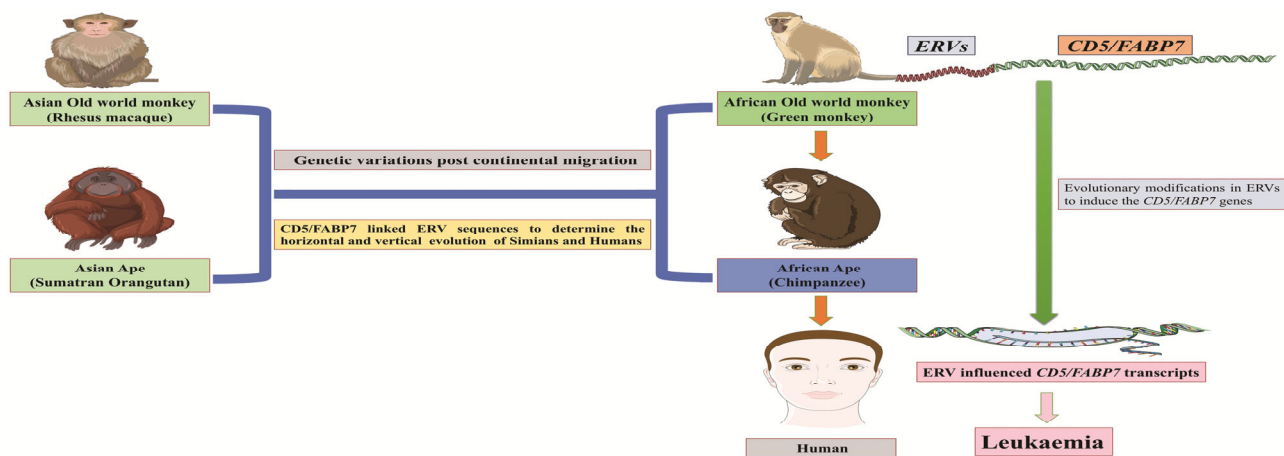 Asian Old world monkey
(Rhesus macaque)
Asian Ape
(Sumatran Orangutan)
Genetic variations post continental migration
CD5/FABP7 linked ERV sequences to determine the
horizontal and vertical evolution of Simians and Humans
African Old world monkey
(Green monkey)
African Ape
(Chimpanzee)
Human
ERVs
CD5/FABP7
Evolutionary modifications in ERVs
to induce the CD5/FABP7 genes
ERV influenced CD5/FABP7 transcripts
Leukaemia